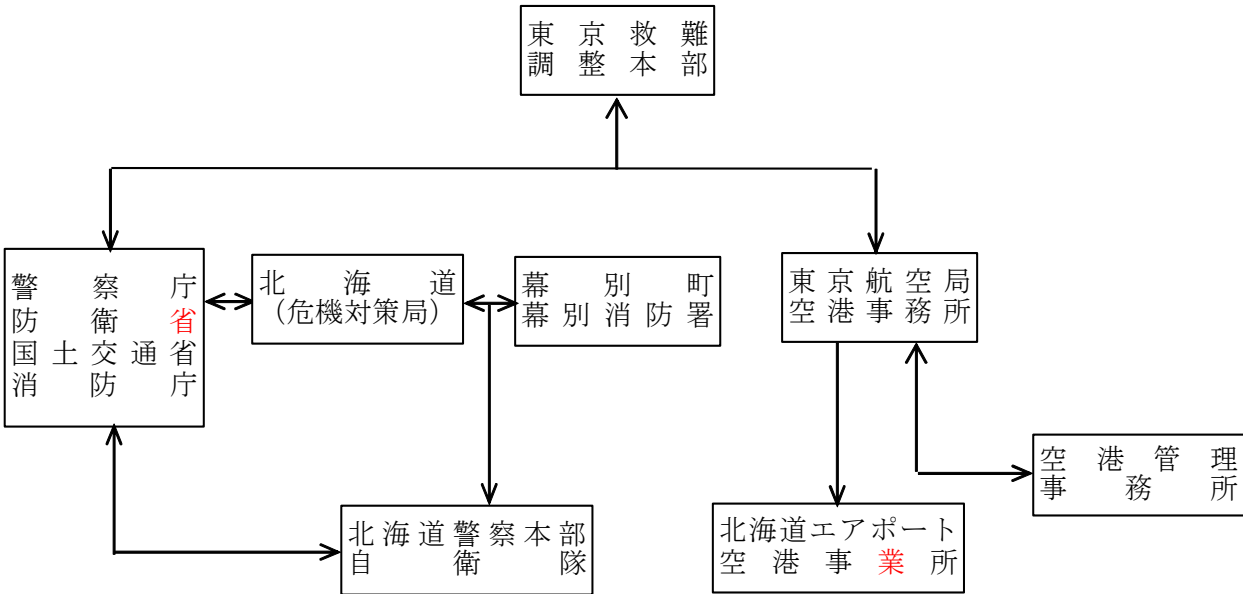 東京救難
調整本部
警察庁
防衛省
国土交通省
消防庁
北海道
(危機対策局)
幕別町
幕別消防署
東京航空局
空港事務所
空港管理
事務所
北海道警察本部
自衛隊
北海道エアポート
空港事業所